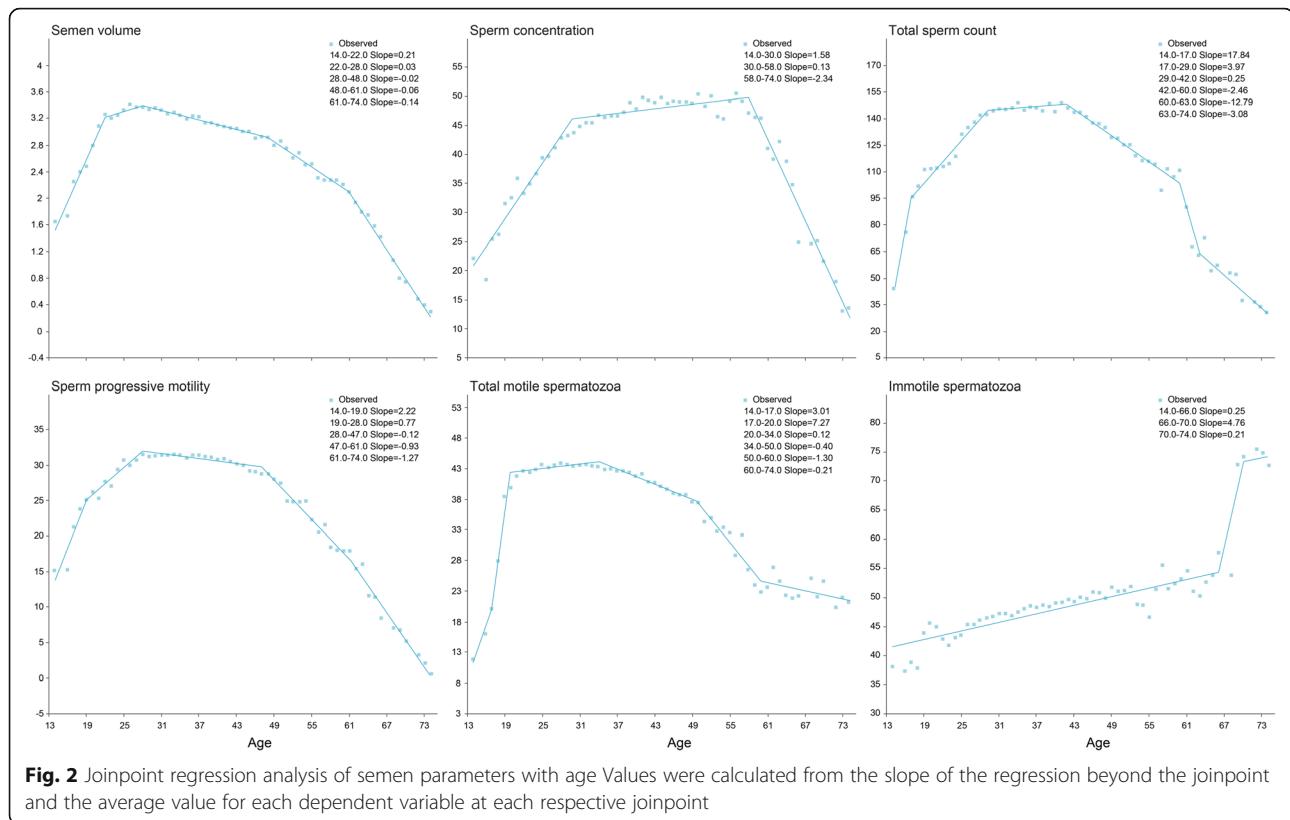 Semen volume
4
3.6
3.2
2.8
2.4
2
1.6
1.2
0.8
0.4
0
-0.4
Observed
14.0-22.0 Slope=0.21
22.0-28.0 Slope=0.03
28.0-48.0 Slope=-0.02
48.0-61.0 Slope=-0.06
61.0-74.0 Slope=-0.14
Sperm concentration
55
50
45
40
35
30
25
20
15
10
5
Observed
14.0-30.0 Slope=1.58
30.0-58.0 Slope=0.13
58.0-74.0 Slope=-2.34
Total sperm count
170
155
140
125
110
95
80
65
50
35
20
5
Observed
14.0-17.0 Slope=17.84
17.0-29.0 Slope=3.97
29.0-42.0 Slope=0.25
42.0-60.0 Slope=-2.46
60.0-63.0 Slope=-12.79
63.0-74.0 Slope=-3.08
Sperm progressive motility
35
30
25
20
15
10
5
0
-5
Observed
14.0-19.0 Slope=2.22
19.0-28.0 Slope=0.77
28.0-47.0 Slope=-0.12
47.0-61.0 Slope=-0.93
61.0-74.0 Slope=-1.27
13 19 25 31 37 43 49 55 61 67 73
Age
Total motile spermatozoa
53
48
43
38
33
28
23
18
13
8
3
Observed
14.0-17.0 Slope=3.01
17.0-20.0 Slope=7.27
20.0-34.0 Slope=0.12
34.0-50.0 Slope=-0.40
50.0-60.0 Slope=-1.30
60.0-74.0 Slope=-0.21
13 19 25 31 37 43 49 55 61 67 73
Age
Immotile spermatozoa
80
75
70
65
60
55
50
45
40
35
30
Observed
14.0-66.0 Slope=0.25
66.0-70.0 Slope=4.76
70.0-74.0 Slope=0.21
13 19 25 31 37 43 49 55 61 67 73
Age
Fig. 2 Joinpoint regression analysis of semen parameters with age Values were calculated from the slope of the regression beyond the joinpoint
and the average value for each dependent variable at each respective joinpoint